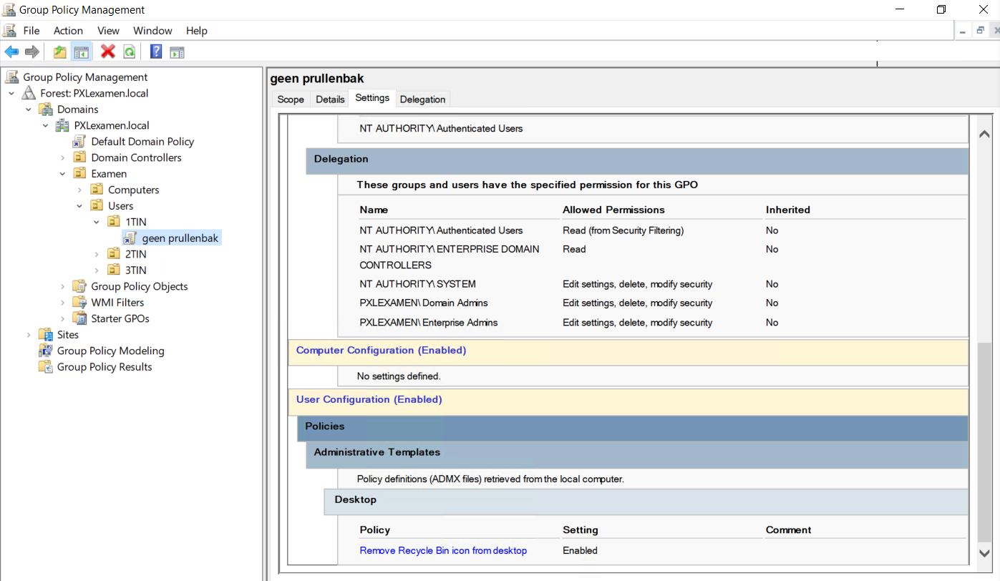 Group Policy Management
File Action View Window Help
Group Policy Management
Forest: PXLexamen.local
Domains
PXLexamen.local
Default Domain Policy
Domain Controllers
Examen
Computers
Users
1TIN
geen prullenbak
2TIN
3TIN
Group Policy Objects
WMI Filters
Starter GPOs
Sites
Group Policy Modeling
Group Policy Results
geen prullenbak
Scope Details Settings Delegation
NT AUTHORITY\Authenticated Users
Delegation
These groups and users have the specified permission for this GPO
Name Allowed Permissions Inherited
NT AUTHORITY\Authenticated Users Read (from Security Filtering) No
NT AUTHORITY\ENTERPRISE DOMAIN Read No
CONTROLLERS
NT AUTHORITY\SYSTEM Edit settings, delete, modify security No
PXLEXAMEN\Domain Admins Edit settings, delete, modify security No
PXLEXAMEN\Enterprise Admins Edit settings, delete, modify security No
Computer Configuration (Enabled)
No settings defined.
User Configuration (Enabled)
Policies
Administrative Templates
Policy definitions (ADMX files) retrieved from the local computer.
Desktop
Policy Setting Comment
Remove Recycle Bin icon from desktop Enabled